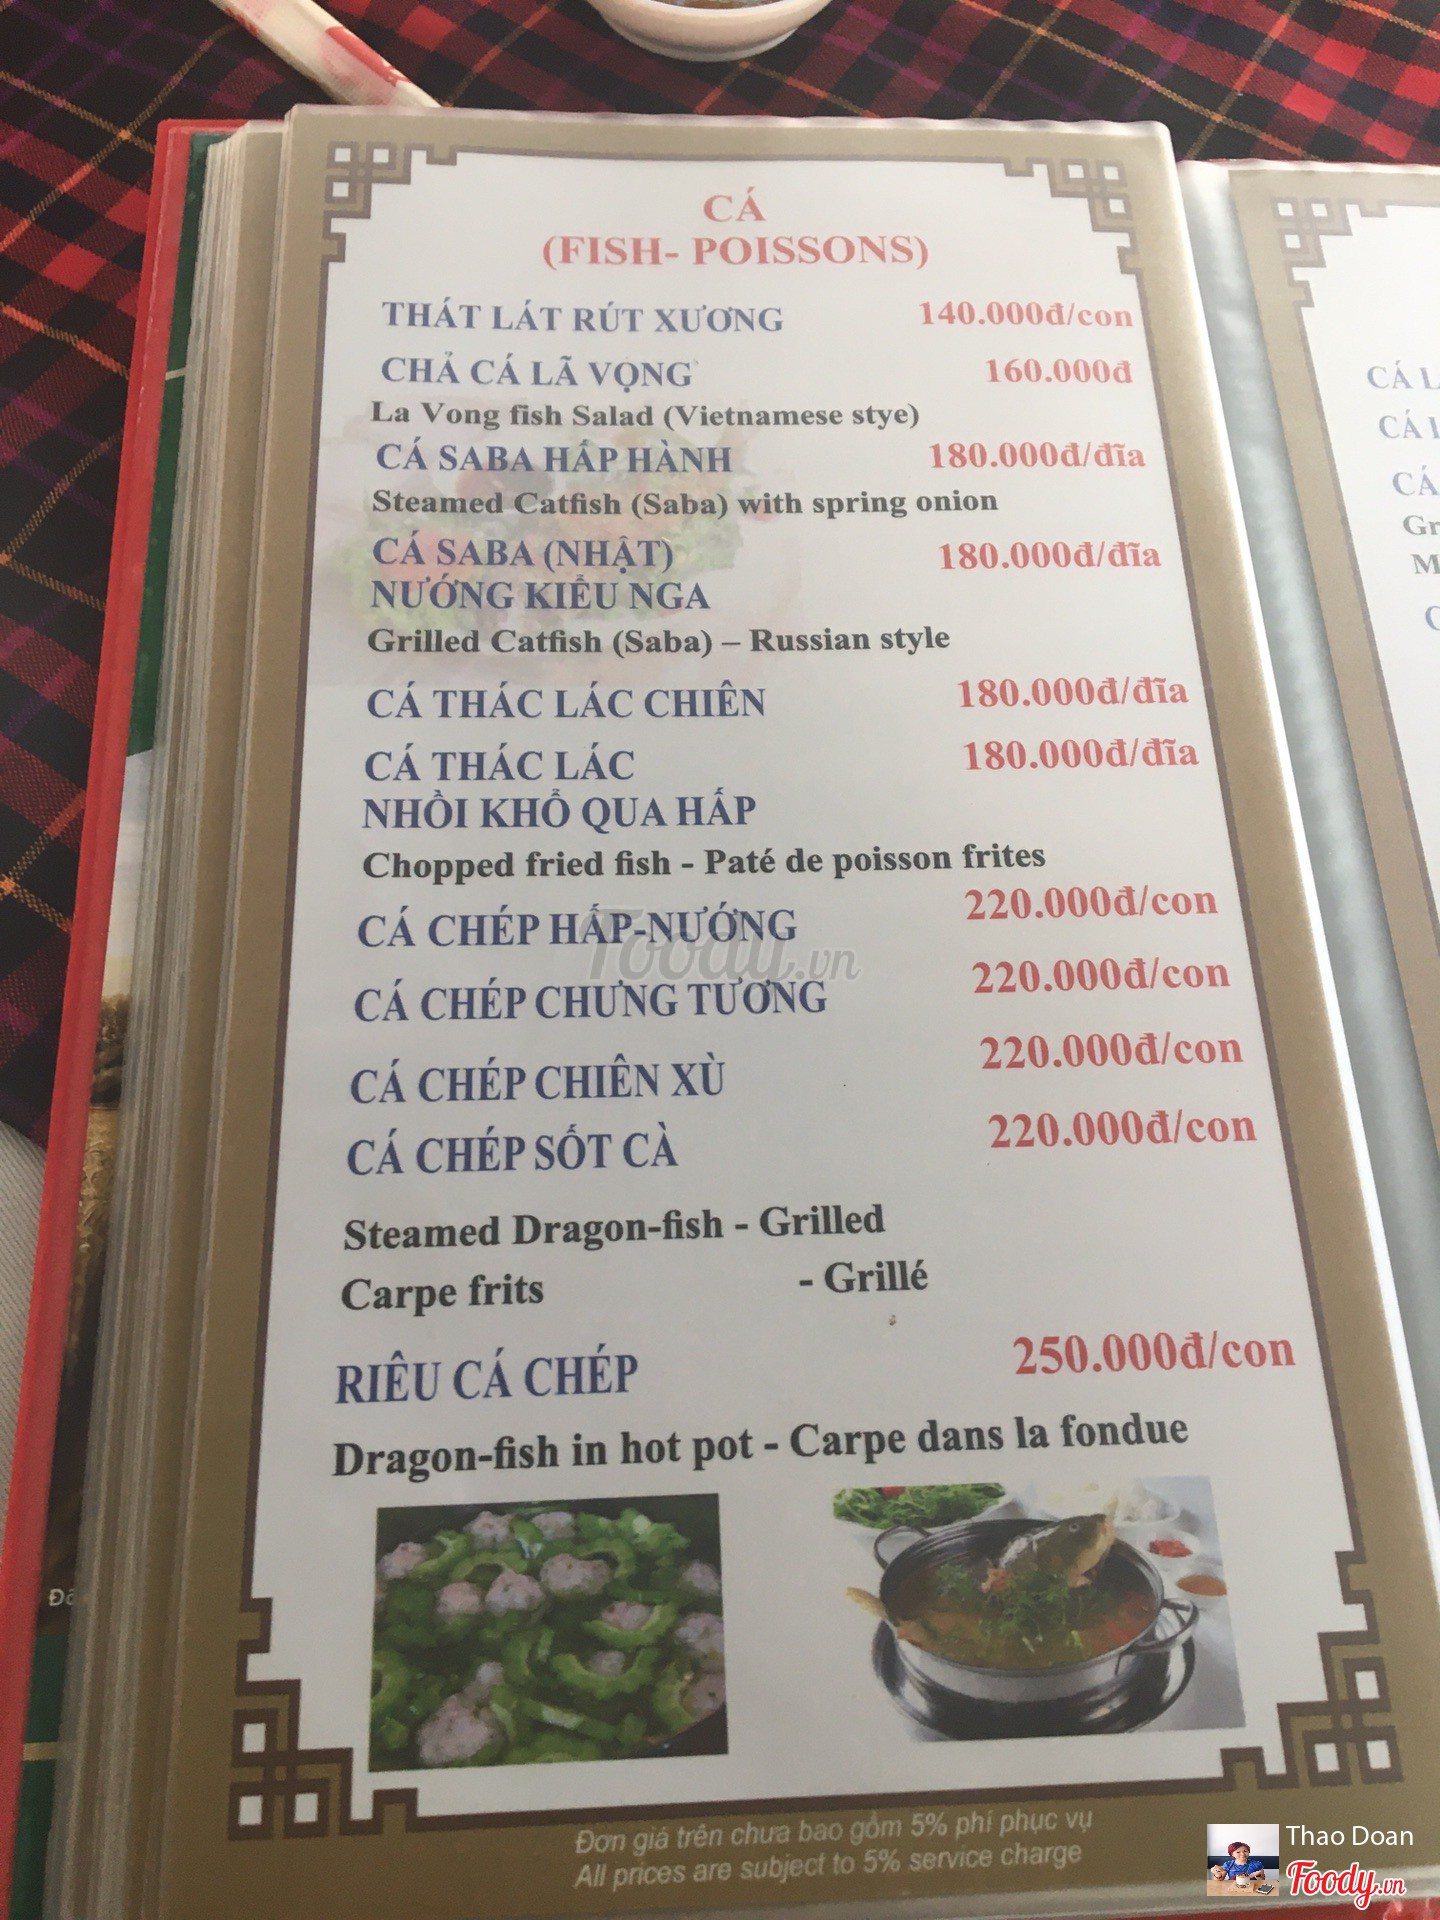 CÁ
(FISH- POISSONS)
THÁT LÁT RÚT XƯƠNG 140.000đ/con
CHẢ CÁ LÃ VỌNG 160.000đ
La Vong fish Salad (Vietnamese stye)
CÁ SABA HẤP HÀNH 180.000đ/đĩa
Steamed Catfish (Saba) with spring onion
CÁ SABA (NHẬT) 180.000đ/đĩa
NƯỚNG KIỂU NGA
Grilled Catfish (Saba) – Russian style
CÁ THÁC LÁC CHIÊN 180.000đ/đĩa
CÁ THÁC LÁC 180.000đ/đĩa
NHỒI KHỔ QUA HẤP
Chopped fried fish - Paté de poisson frites
CÁ CHÉP HẤP-NƯỚNG 220.000đ/con
Foody.vn
CÁ CHÉP CHƯNG TƯƠNG 220.000đ/con
CÁ CHÉP CHIÊN XÙ 220.000đ/con
CÁ CHÉP SỐT CÀ 220.000đ/con
Steamed Dragon-fish - Grilled
Carpe frits - Grillé
RIÊU CÁ CHÉP 250.000đ/con
Dragon-fish in hot pot - Carpe dans la fondue
Đơn giá trên chưa bao gồm 5% phí phục vụ
All prices are subject to 5% service charge
CÁ
CÁ
CÁ
Gr
M
Thao Doan
Foody.vn